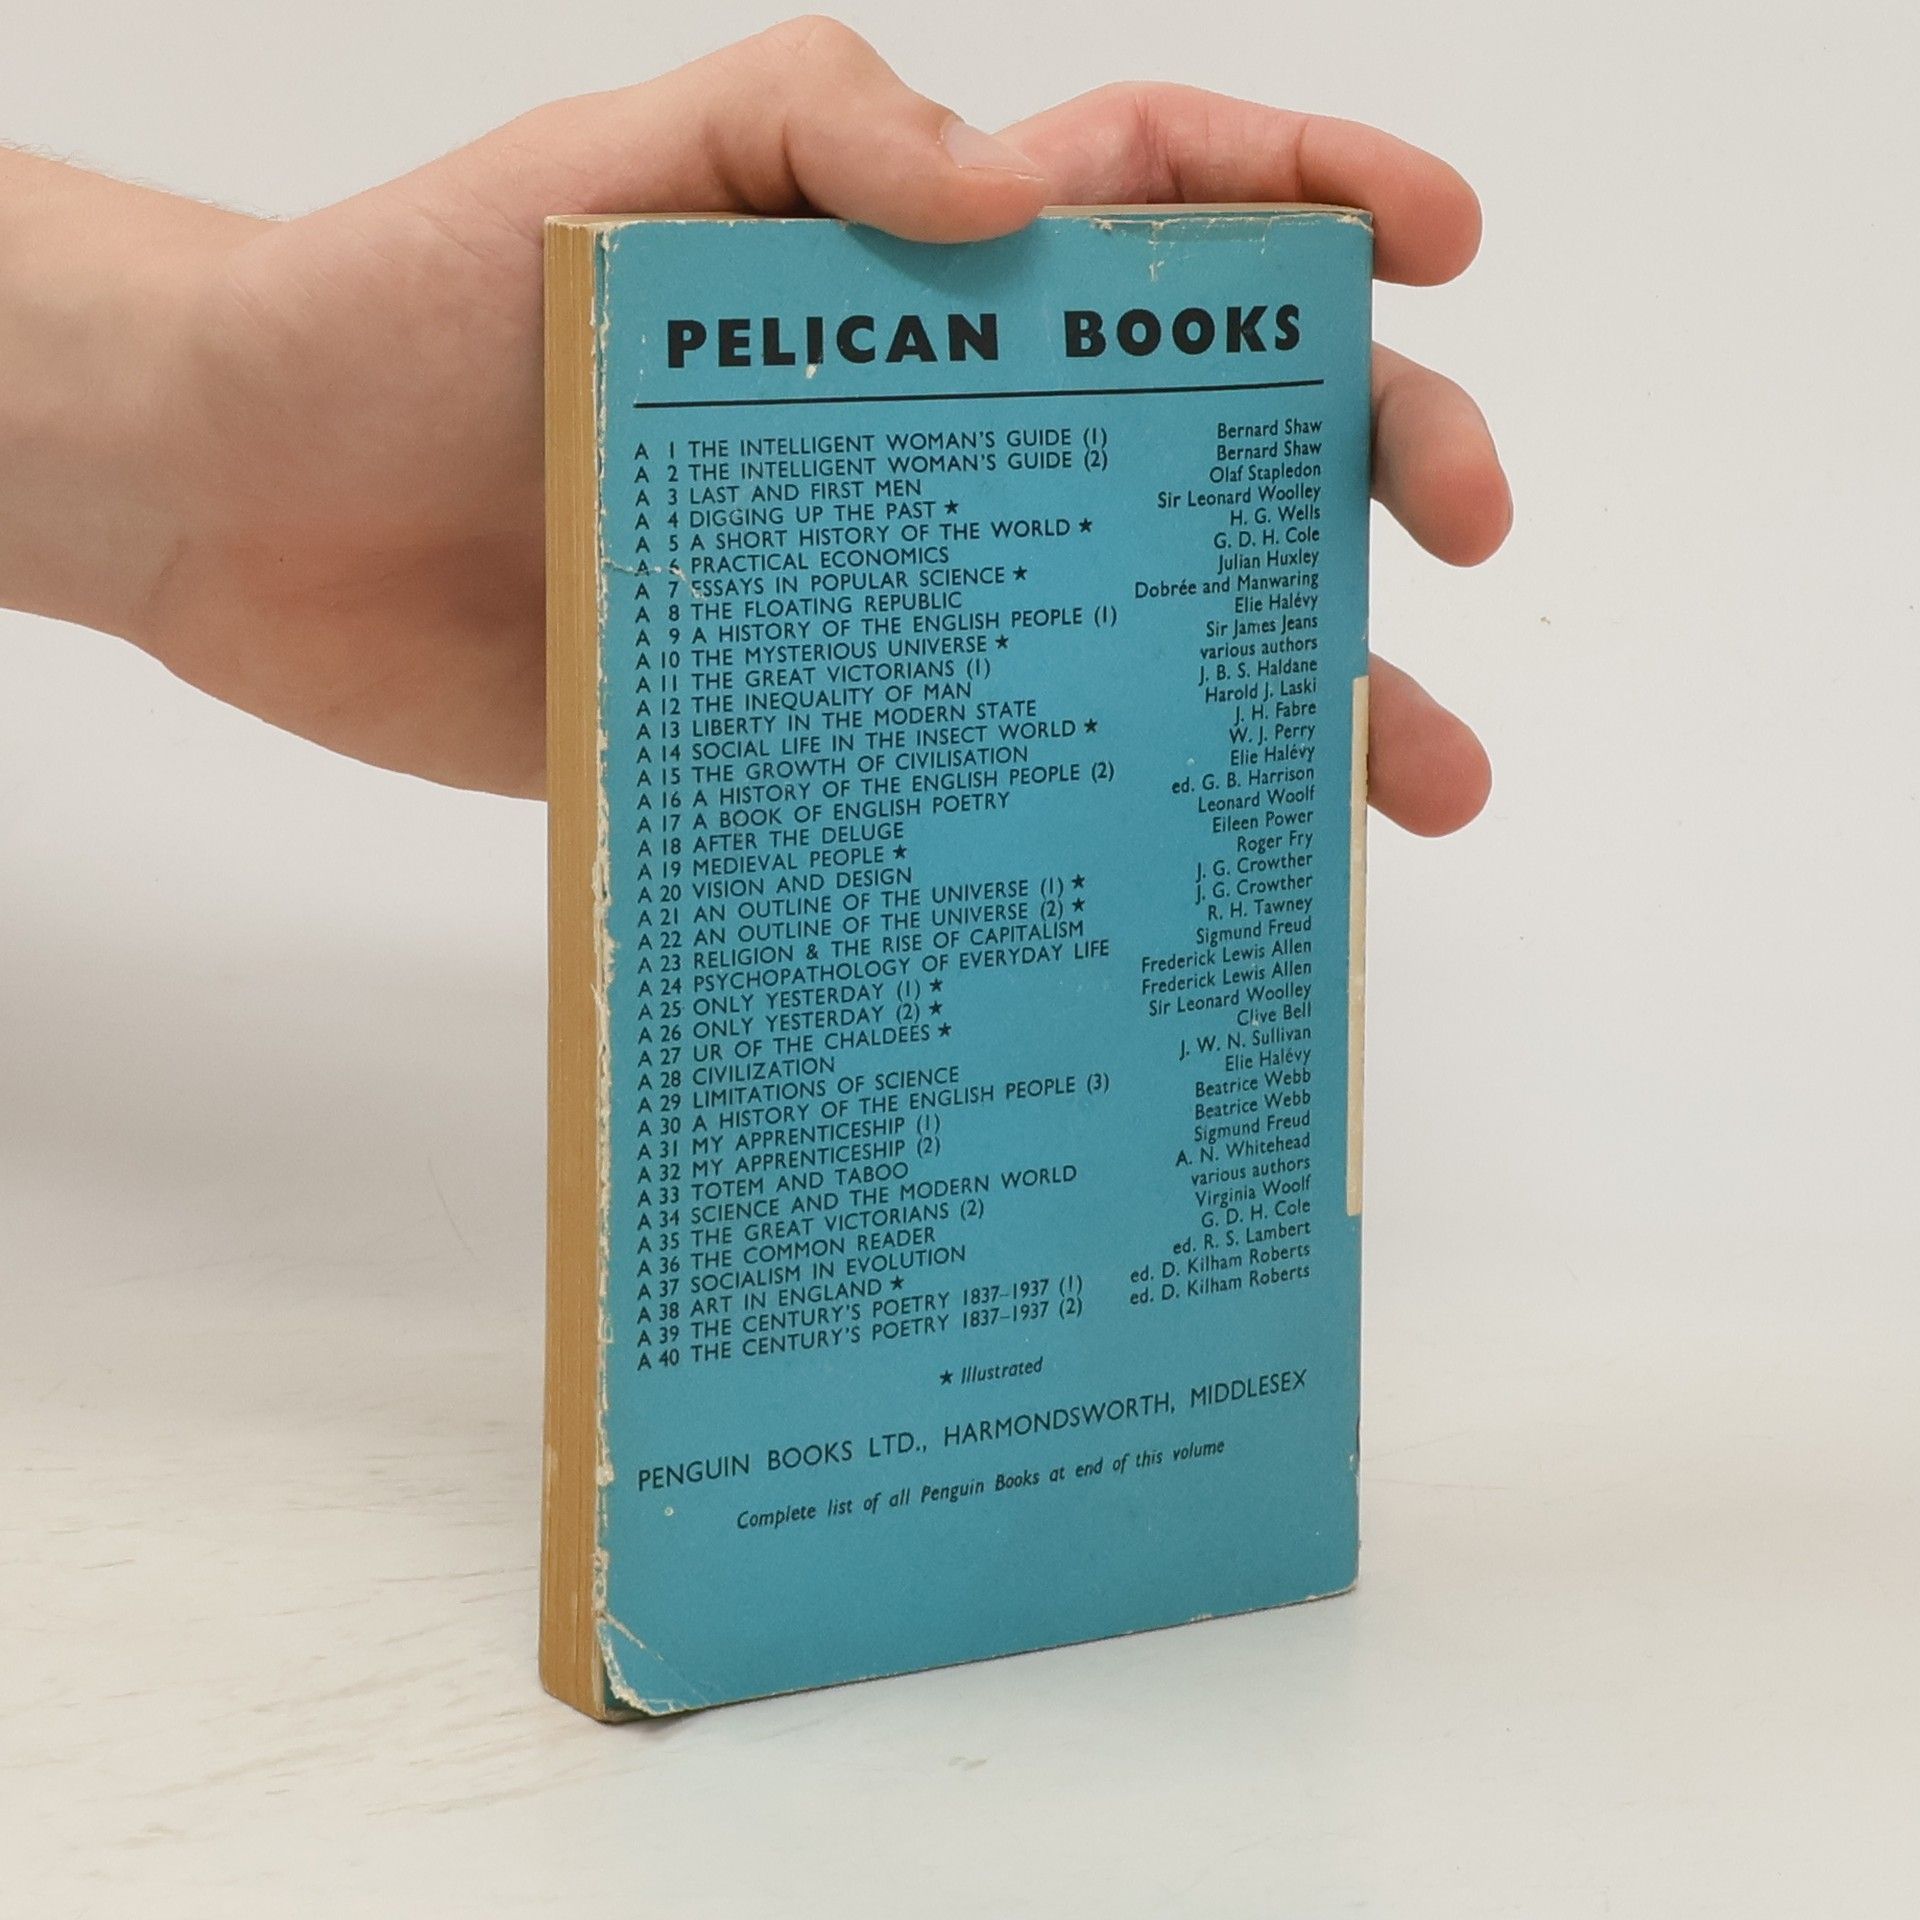 PELICAN BOOKS
A 1 THE INTELLIGENT WOMAN'S GUIDE (1) Bernard Shaw
A 2 THE INTELLIGENT WOMAN'S GUIDE (2) Bernard Shaw
A 3 LAST AND FIRST MEN Olaf Stapledon
A 4 DIGGING UP THE PAST ★ Sir Leonard Woolley
A 5 A SHORT HISTORY OF THE WORLD ★ H. G. Wells
A 6 PRACTICAL ECONOMICS G. D. H. Cole
A 7 ESSAYS IN POPULAR SCIENCE ★ Julian Huxley
A 8 THE FLOATING REPUBLIC Dobrée and Manwaring
A 9 A HISTORY OF THE ENGLISH PEOPLE (1) Elie Halévy
A 10 THE MYSTERIOUS UNIVERSE ★ Sir James Jeans
A 11 THE GREAT VICTORIANS (1) various authors
A 12 THE INEQUALITY OF MAN J. B. S. Haldane
A 13 LIBERTY IN THE MODERN STATE Harold J. Laski
A 14 SOCIAL LIFE IN THE INSECT WORLD ★ J. H. Fabre
A 15 THE GROWTH OF CIVILISATION W. J. Perry
A 16 A HISTORY OF THE ENGLISH PEOPLE (2) Elie Halévy
A 17 A BOOK OF ENGLISH POETRY ed. G. B. Harrison
A 18 AFTER THE DELUGE Leonard Woolf
A 19 MEDIEVAL PEOPLE ★ Eileen Power
A 20 VISION AND DESIGN Roger Fry
A 21 AN OUTLINE OF THE UNIVERSE (1) ★ J. G. Crowther
A 22 AN OUTLINE OF THE UNIVERSE (2) ★ J. G. Crowther
A 23 RELIGION & THE RISE OF CAPITALISM R. H. Tawney
A 24 PSYCHOPATHOLOGY OF EVERYDAY LIFE Sigmund Freud
A 25 ONLY YESTERDAY (1) ★ Frederick Lewis Allen
A 26 ONLY YESTERDAY (2) ★ Frederick Lewis Allen
A 27 UR OF THE CHALDEES ★ Sir Leonard Woolley
A 28 CIVILIZATION Clive Bell
A 29 LIMITATIONS OF SCIENCE J. W. N. Sullivan
A 30 A HISTORY OF THE ENGLISH PEOPLE (3) Elie Halévy
A 31 MY APPRENTICESHIP (1) Beatrice Webb
A 32 MY APPRENTICESHIP (2) Beatrice Webb
A 33 TOTEM AND TABOO Sigmund Freud
A 34 SCIENCE AND THE MODERN WORLD A. N. Whitehead
A 35 THE GREAT VICTORIANS (2) various authors
A 36 THE COMMON READER Virginia Woolf
A 37 SOCIALISM IN EVOLUTION G. D. H. Cole
A 38 ART IN ENGLAND ★ ed. R. S. Lambert
A 39 THE CENTURY'S POETRY 1837-1937 (1) ed. D. Kilham Roberts
A 40 THE CENTURY'S POETRY 1837-1937 (2) ed. D. Kilham Roberts
★ Illustrated
PENGUIN BOOKS LTD., HARMONDSWORTH, MIDDLESEX
Complete list of all Penguin Books at end of this volume